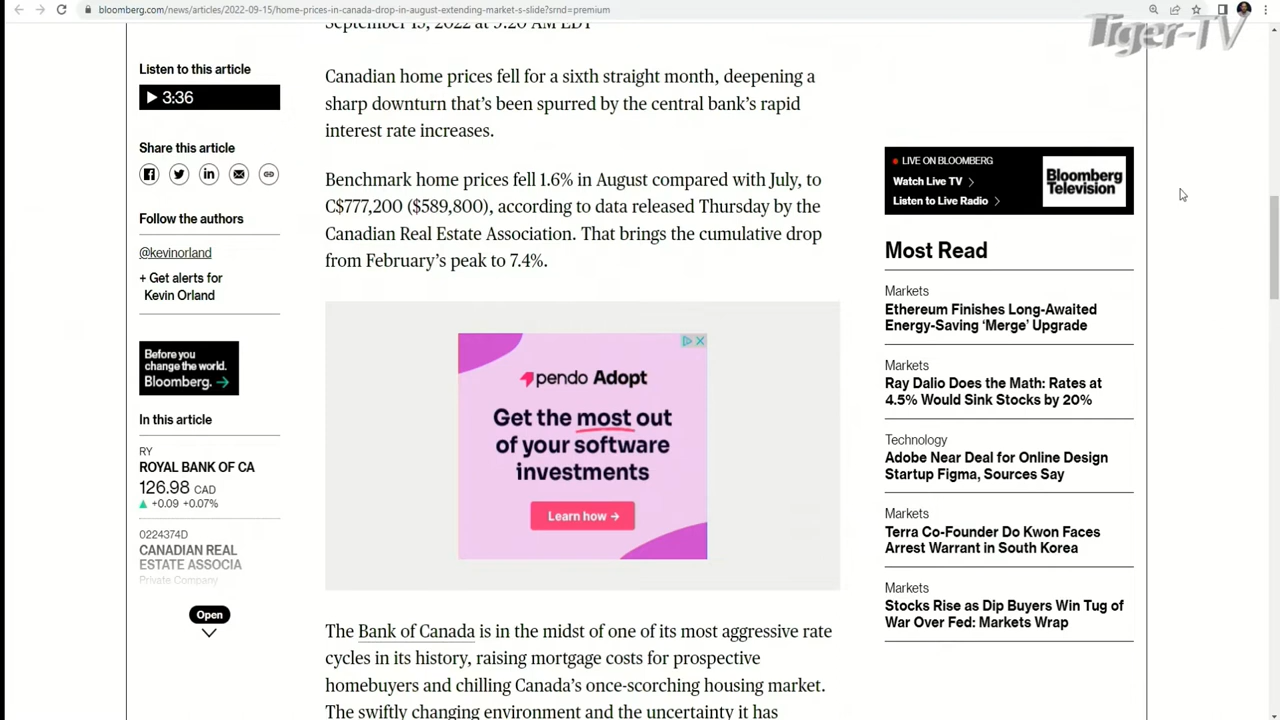 bloomberg.com/news/articles/2022-09-15/home-prices-in-canada-drop-in-august-extending-market-s-slide?srnd=premium
Tiger-TV
September 15, 2022 at 9:20 AM EDT
Listen to this article
3:36
Share this article
Follow the authors
@kevinorland
+ Get alerts for
Kevin Orland
Before you
change the world.
Bloomberg. →
In this article
RY
ROYAL BANK OF CA
126.98 CAD
+0.09 +0.07%
0224374D
CANADIAN REAL
ESTATE ASSOCIA
Private Company
Open
Canadian home prices fell for a sixth straight month, deepening a
sharp downturn that’s been spurred by the central bank’s rapid
interest rate increases.
Benchmark home prices fell 1.6% in August compared with July, to
C$777,200 ($589,800), according to data released Thursday by the
Canadian Real Estate Association. That brings the cumulative drop
from February’s peak to 7.4%.
pendo Adopt
Get the most out
of your software
investments
Learn how →
The Bank of Canada is in the midst of one of its most aggressive rate
cycles in its history, raising mortgage costs for prospective
homebuyers and chilling Canada’s once-scorching housing market.
The swiftly changing environment and the uncertainty it has
LIVE ON BLOOMBERG
Watch Live TV
Listen to Live Radio
Bloomberg
Television
Most Read
Markets
Ethereum Finishes Long-Awaited
Energy-Saving ‘Merge’ Upgrade
Markets
Ray Dalio Does the Math: Rates at
4.5% Would Sink Stocks by 20%
Technology
Adobe Near Deal for Online Design
Startup Figma, Sources Say
Markets
Terra Co-Founder Do Kwon Faces
Arrest Warrant in South Korea
Markets
Stocks Rise as Dip Buyers Win Tug of
War Over Fed: Markets Wrap